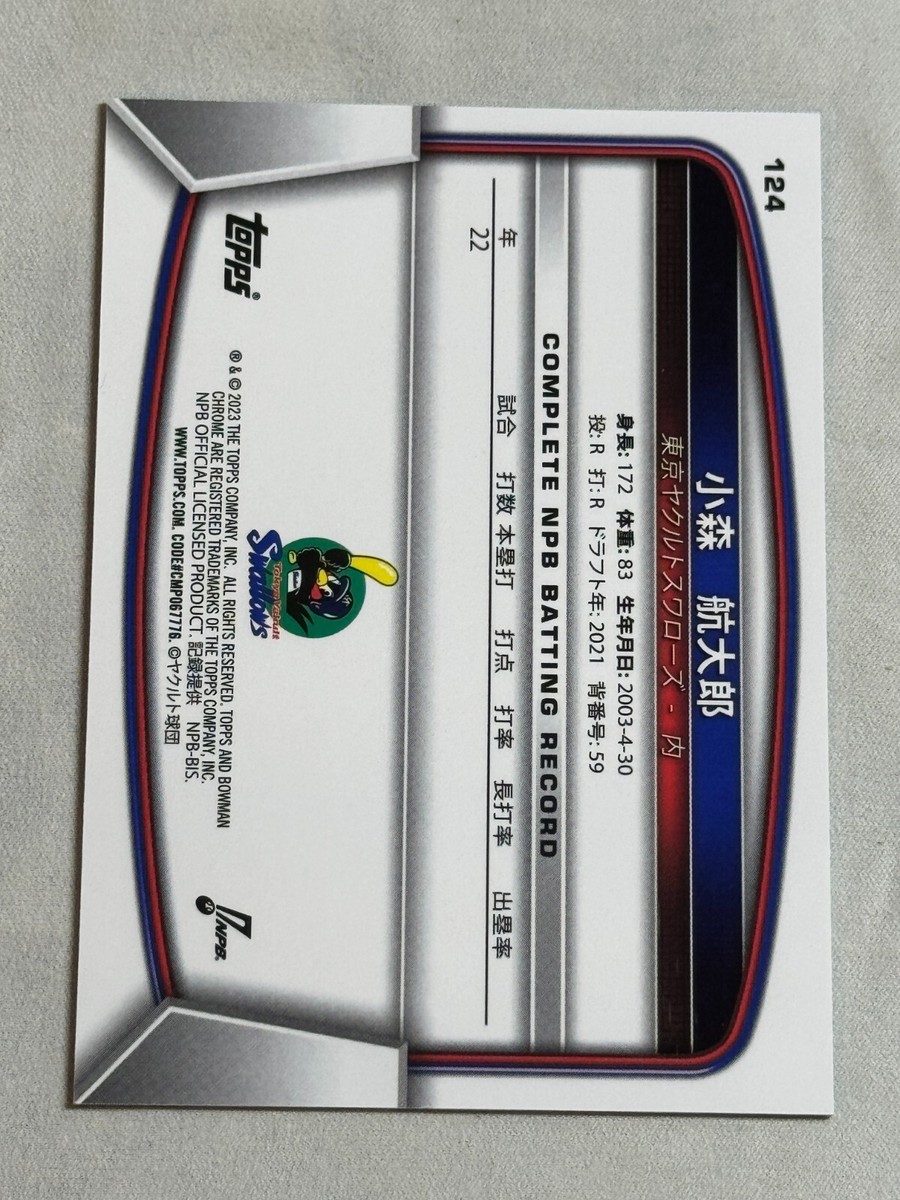 124
小森 航大郎
東京ヤクルトスワローズ - 内
身長: 172 体重: 83 生年月日: 2003-4-30
投: R 打: R ドラフト年: 2021 背番号: 59
COMPLETE NPB BATTING RECORD
年 試合 打数 本塁打 打点 打率 長打率 出塁率
22
Tokyo Yakult
Swallows
topps®
® & © 2023 THE TOPPS COMPANY, INC. ALL RIGHTS RESERVED. TOPPS AND BOWMAN
CHROME ARE REGISTERED TRADEMARKS OF THE TOPPS COMPANY, INC.
NPB OFFICIAL LICENSED PRODUCT. 記録提供 NPB-BIS.
WWW.TOPPS.COM. CODE#CMP067776. ©ヤクルト球団
NPB®